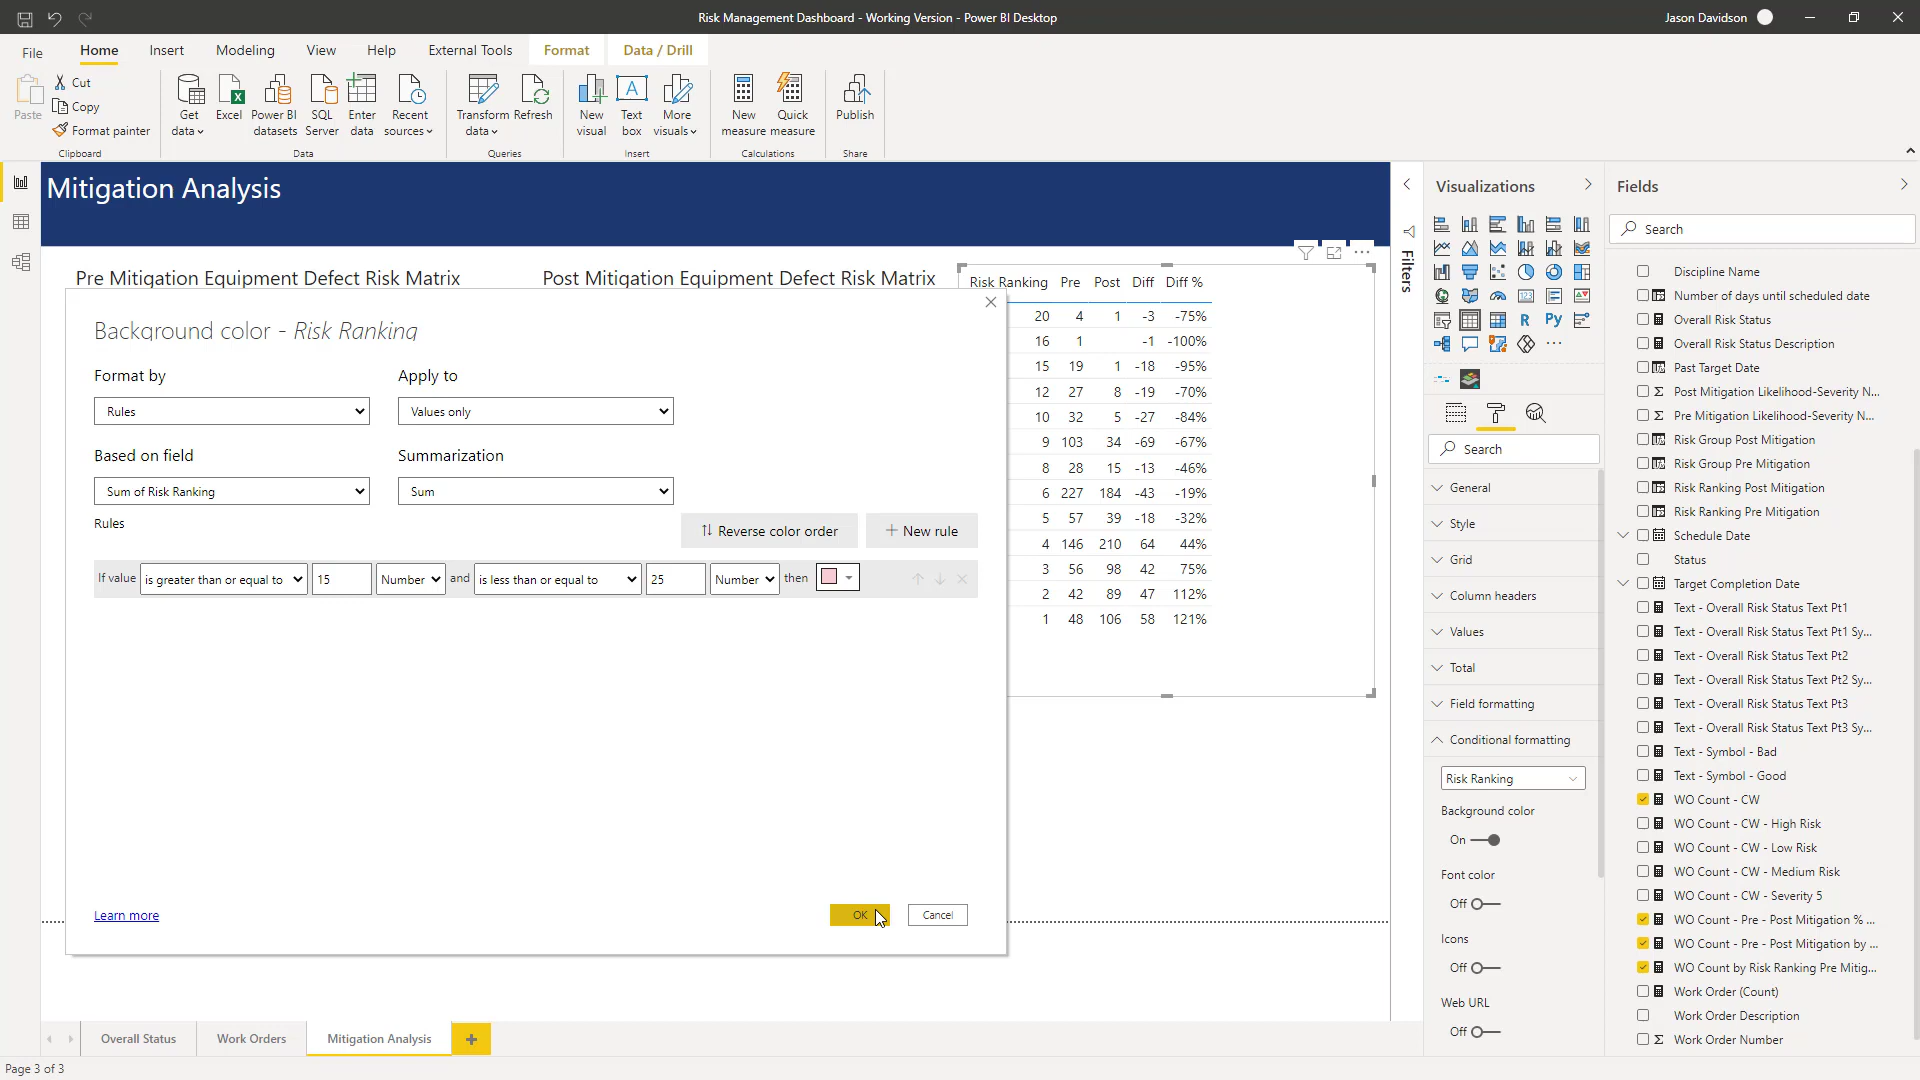 Risk Management Dashboard - Working Version - Power BI Desktop
Jason Davidson
File
Home
Insert
Modeling
View
Help
External Tools
Format
Data / Drill
Paste
Cut
Copy
Format painter
Clipboard
Get data
Excel
Power BI datasets
SQL Server
Enter data
Recent sources
Data
Transform data
Refresh
Queries
New visual
Text box
More visuals
Insert
New measure
Quick measure
Calculations
Publish
Share
Mitigation Analysis
Pre Mitigation Equipment Defect Risk Matrix
Post Mitigation Equipment Defect Risk Matrix
Risk Ranking Pre Post Diff Diff %
20 4 1 -3 -75%
16 1 -1 -100%
15 19 1 -18 -95%
12 27 8 -19 -70%
10 32 5 -27 -84%
9 103 34 -69 -67%
8 28 15 -13 -46%
6 227 184 -43 -19%
5 57 39 -18 -32%
4 146 210 64 44%
3 56 98 42 75%
2 42 89 47 112%
1 48 106 58 121%
Background color - Risk Ranking
Format by
Apply to
Rules
Values only
Based on field
Summarization
Sum of Risk Ranking
Sum
Rules
Reverse color order
New rule
If value is greater than or equal to 15 Number and is less than or equal to 25 Number then
Learn more
OK
Cancel
Filters
Visualizations
R
Py
Search
General
Style
Grid
Column headers
Values
Total
Field formatting
Conditional formatting
Risk Ranking
Background color
On
Font color
Off
Icons
Off
Web URL
Off
Fields
Search
Discipline Name
Number of days until scheduled date
Overall Risk Status
Overall Risk Status Description
Past Target Date
Post Mitigation Likelihood-Severity N...
Pre Mitigation Likelihood-Severity N...
Risk Group Post Mitigation
Risk Group Pre Mitigation
Risk Ranking Post Mitigation
Risk Ranking Pre Mitigation
Schedule Date
Status
Target Completion Date
Text - Overall Risk Status Text Pt1
Text - Overall Risk Status Text Pt1 Sy...
Text - Overall Risk Status Text Pt2
Text - Overall Risk Status Text Pt2 Sy...
Text - Overall Risk Status Text Pt3
Text - Overall Risk Status Text Pt3 Sy...
Text - Symbol - Bad
Text - Symbol - Good
WO Count - CW
WO Count - CW - High Risk
WO Count - CW - Low Risk
WO Count - CW - Medium Risk
WO Count - CW - Severity 5
WO Count - Pre - Post Mitigation % ...
WO Count - Pre - Post Mitigation by ...
WO Count by Risk Ranking Pre Mitig...
Work Order (Count)
Work Order Description
Work Order Number
Overall Status
Work Orders
Mitigation Analysis
Page 3 of 3